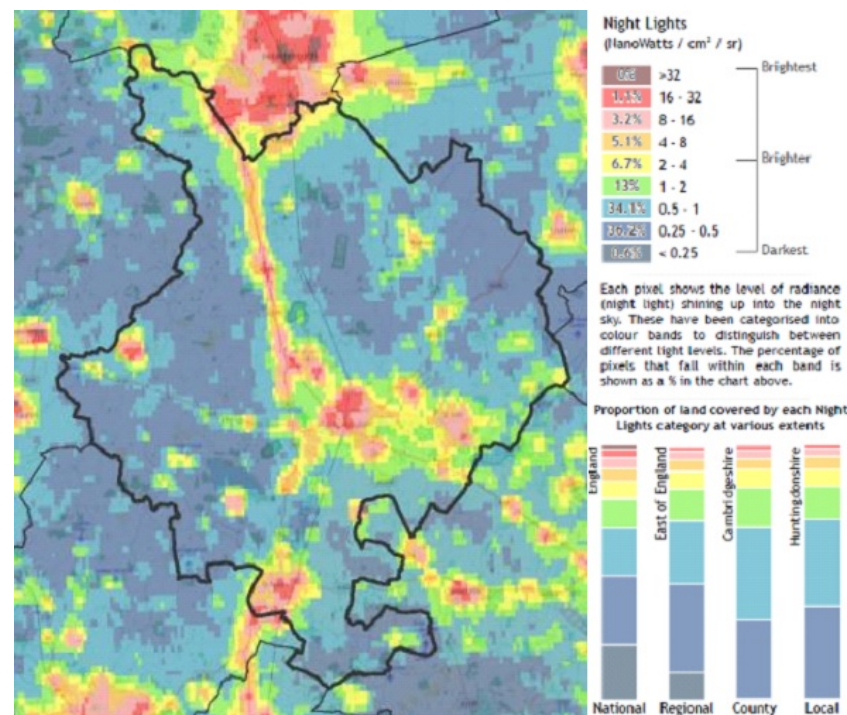 Night Lights
(NanoWatts / cm² / sr)
>32
1.1% 16 - 32
3.2% 8 - 16
5.1% 4 - 8
6.7% 2 - 4
13% 1 - 2
34.1% 0.5 - 1
36.2% 0.25 - 0.5
0.6% < 0.25
Brightest
Brighter
Darkest
Each pixel shows the level of radiance
(night light) shining up into the night
sky. These have been categorised into
colour bands to distinguish between
different light levels. The percentage of
pixels that fall within each band is
shown as a % in the chart above.
Proportion of land covered by each Night
Lights category at various extents
England
East of England
Cambridgeshire
Huntingdonshire
National Regional County Local